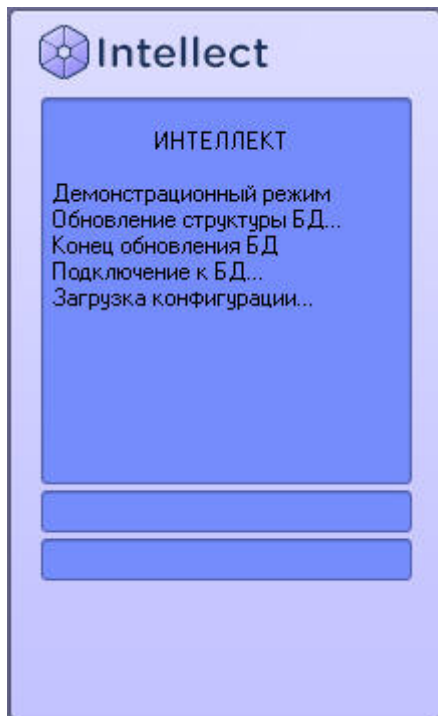 Intellect
ИНТЕЛЛЕКТ
Демонстрационный режим
Обновление структуры БД...
Конец обновления БД
Подключение к БД...
Загрузка конфигурации...